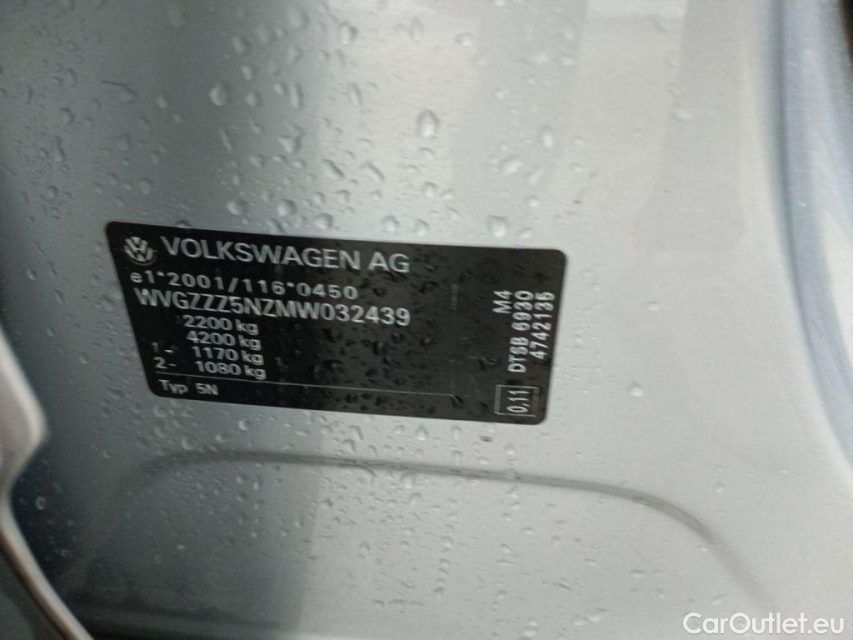 VOLKSWAGEN AG
e1*2001/116*0450
WVGZZZ5NZMW032439
2200 kg
4200 kg
1 - 1170 kg
2 - 1080 kg
Typ 5N
M4
DTSB 6930
4742135
0,11
CarOutlet.eu